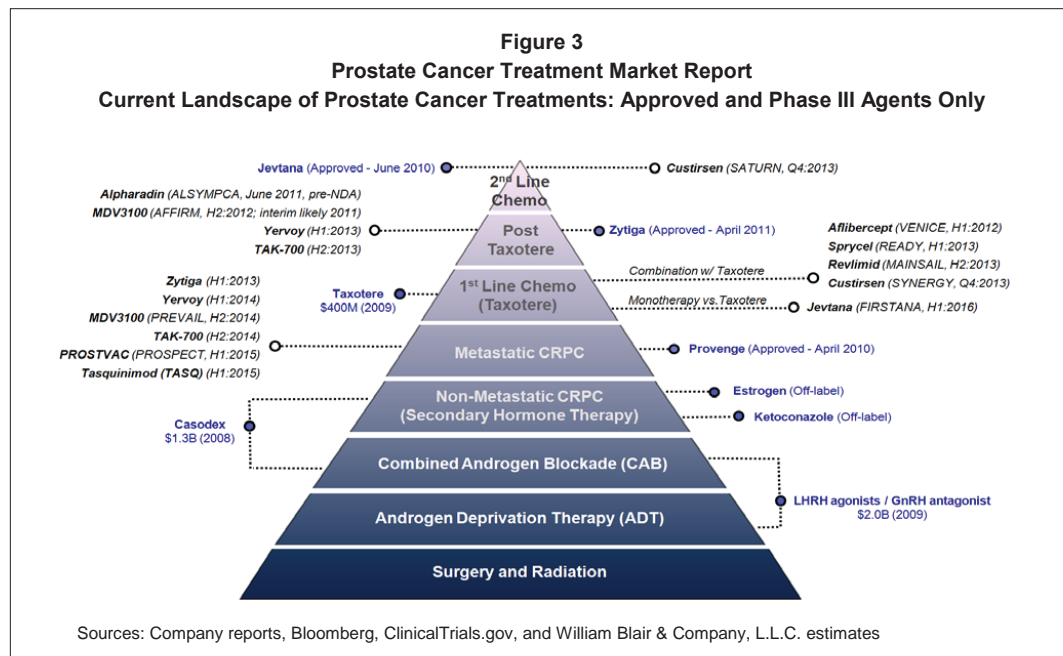 Figure 3
Prostate Cancer Treatment Market Report
Current Landscape of Prostate Cancer Treatments: Approved and Phase III Agents Only
Jevtana (Approved - June 2010)
Custirsen (SATURN, Q4:2013)
2nd Line
Chemo
Alpharadin (ALSYMPCA, June 2011, pre-NDA)
MDV3100 (AFFIRM, H2:2012; interim likely 2011)
Yervoy (H1:2013)
TAK-700 (H2:2013)
Post
Taxotere
Zytiga (Approved - April 2011)
Aflibercept (VENICE, H1:2012)
Sprycel (READY, H1:2013)
Revlimid (MAINSAIL, H2:2013)
Custirsen (SYNERGY, Q4:2013)
Combination w/ Taxotere
Taxotere
$400M (2009)
1st Line Chemo
(Taxotere)
Monotherapy vs.Taxotere
Jevtana (FIRSTANA, H1:2016)
Zytiga (H1:2013)
Yervoy (H1:2014)
MDV3100 (PREVAIL, H2:2014)
TAK-700 (H2:2014)
PROSTVAC (PROSPECT, H1:2015)
Tasquinimod (TASQ) (H1:2015)
Metastatic CRPC
Provenge (Approved - April 2010)
Non-Metastatic CRPC
(Secondary Hormone Therapy)
Estrogen (Off-label)
Ketoconazole (Off-label)
Casodex
$1.3B (2008)
Combined Androgen Blockade (CAB)
LHRH agonists / GnRH antagonist
$2.0B (2009)
Androgen Deprivation Therapy (ADT)
Surgery and Radiation
Sources: Company reports, Bloomberg, ClinicalTrials.gov, and William Blair & Company, L.L.C. estimates